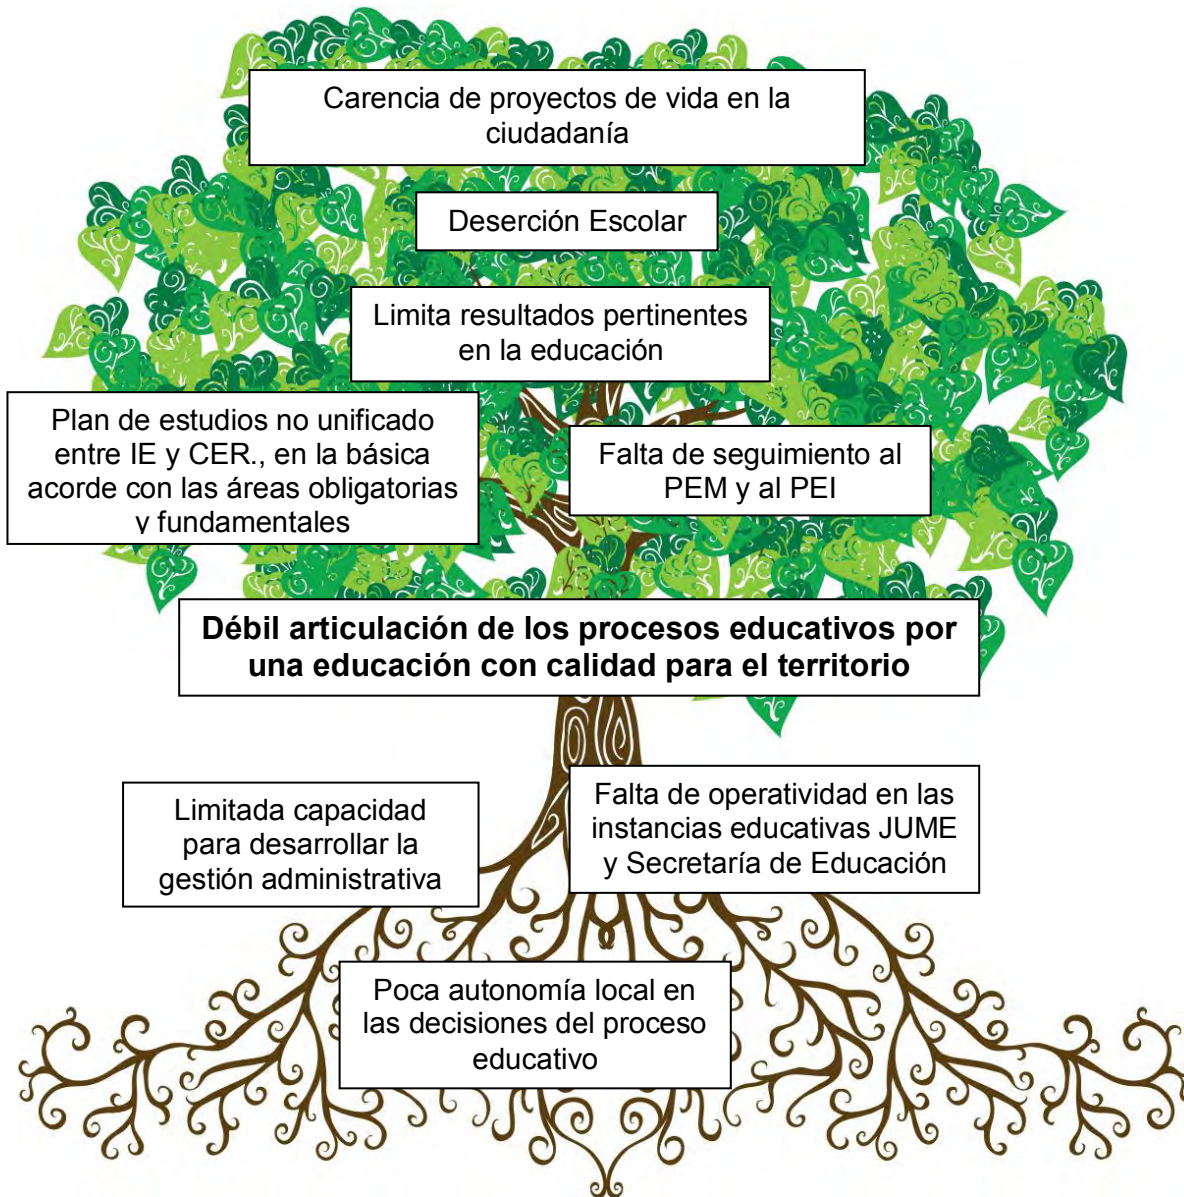 Carencia de proyectos de vida en la
ciudadanía
Deserción Escolar
Limita resultados pertinentes
en la educación
Plan de estudios no unificado
entre IE y CER., en la básica
acorde con las áreas obligatorias
y fundamentales
Falta de seguimiento al
PEM y al PEI
Débil articulación de los procesos educativos por
una educación con calidad para el territorio
Limitada capacidad
para desarrollar la
gestión administrativa
Falta de operatividad en las
instancias educativas JUME
y Secretaría de Educación
Poca autonomía local en
las decisiones del proceso
educativo